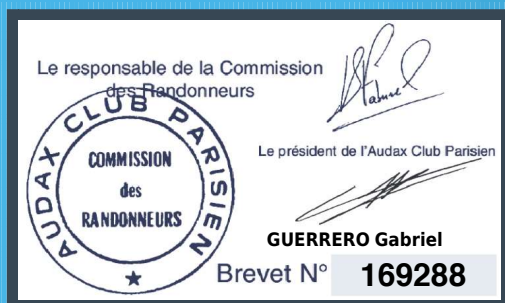 Le responsable de la Commission
des Randonneurs
AUDAX CLUB PARISIEN
COMMISSION
des
RANDONNEURS
Le président de l'Audax Club Parisien
GUERRERO Gabriel
Brevet N° 169288